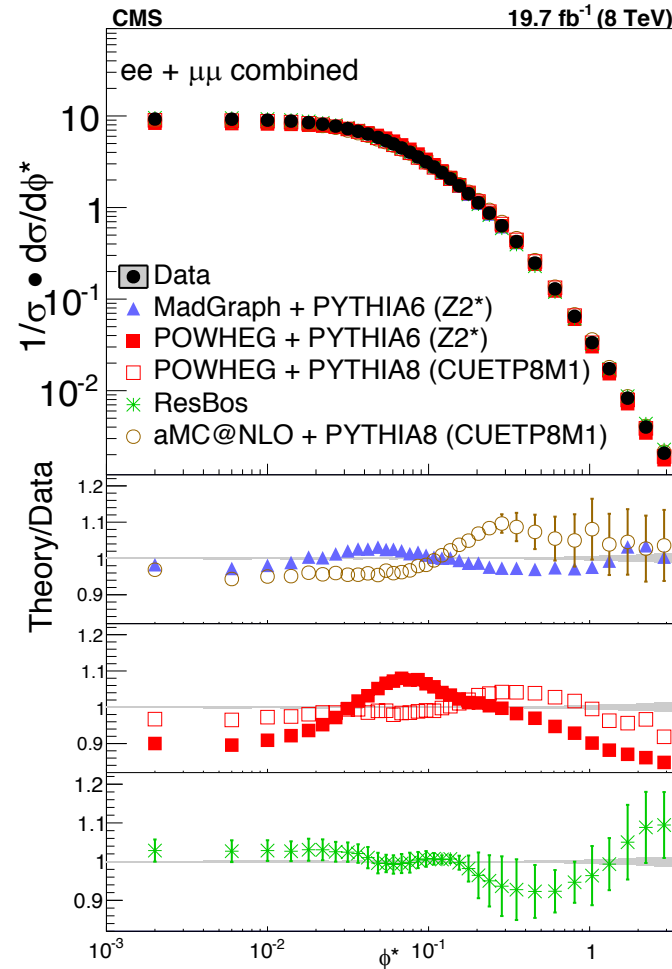 CMS 19.7 fb⁻¹ (8 TeV)
ee + μμ combined
10
1
10⁻¹
10⁻²
1/σ • dσ/dϕ*
Data
MadGraph + PYTHIA6 (Z2*)
POWHEG + PYTHIA6 (Z2*)
POWHEG + PYTHIA8 (CUETP8M1)
ResBos
aMC@NLO + PYTHIA8 (CUETP8M1)
Theory/Data
1.2
1.1
1
0.9
1.2
1.1
1
0.9
1.2
1.1
1
0.9
10⁻³ 10⁻² 10⁻¹ 1
ϕ*